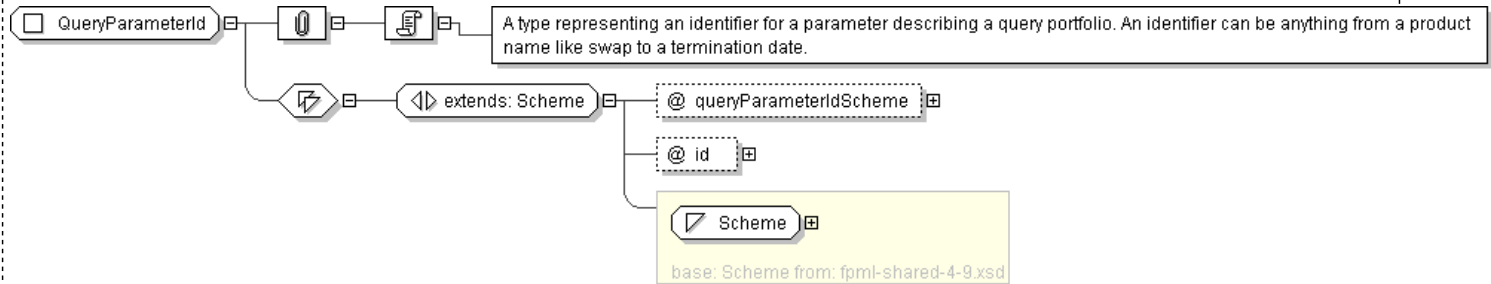 QueryParameterId
A type representing an identifier for a parameter describing a query portfolio. An identifier can be anything from a product
name like swap to a termination date.
extends: Scheme
@ queryParameterIdScheme
@ id
Scheme
base: Scheme from: fpml-shared-4-9.xsd